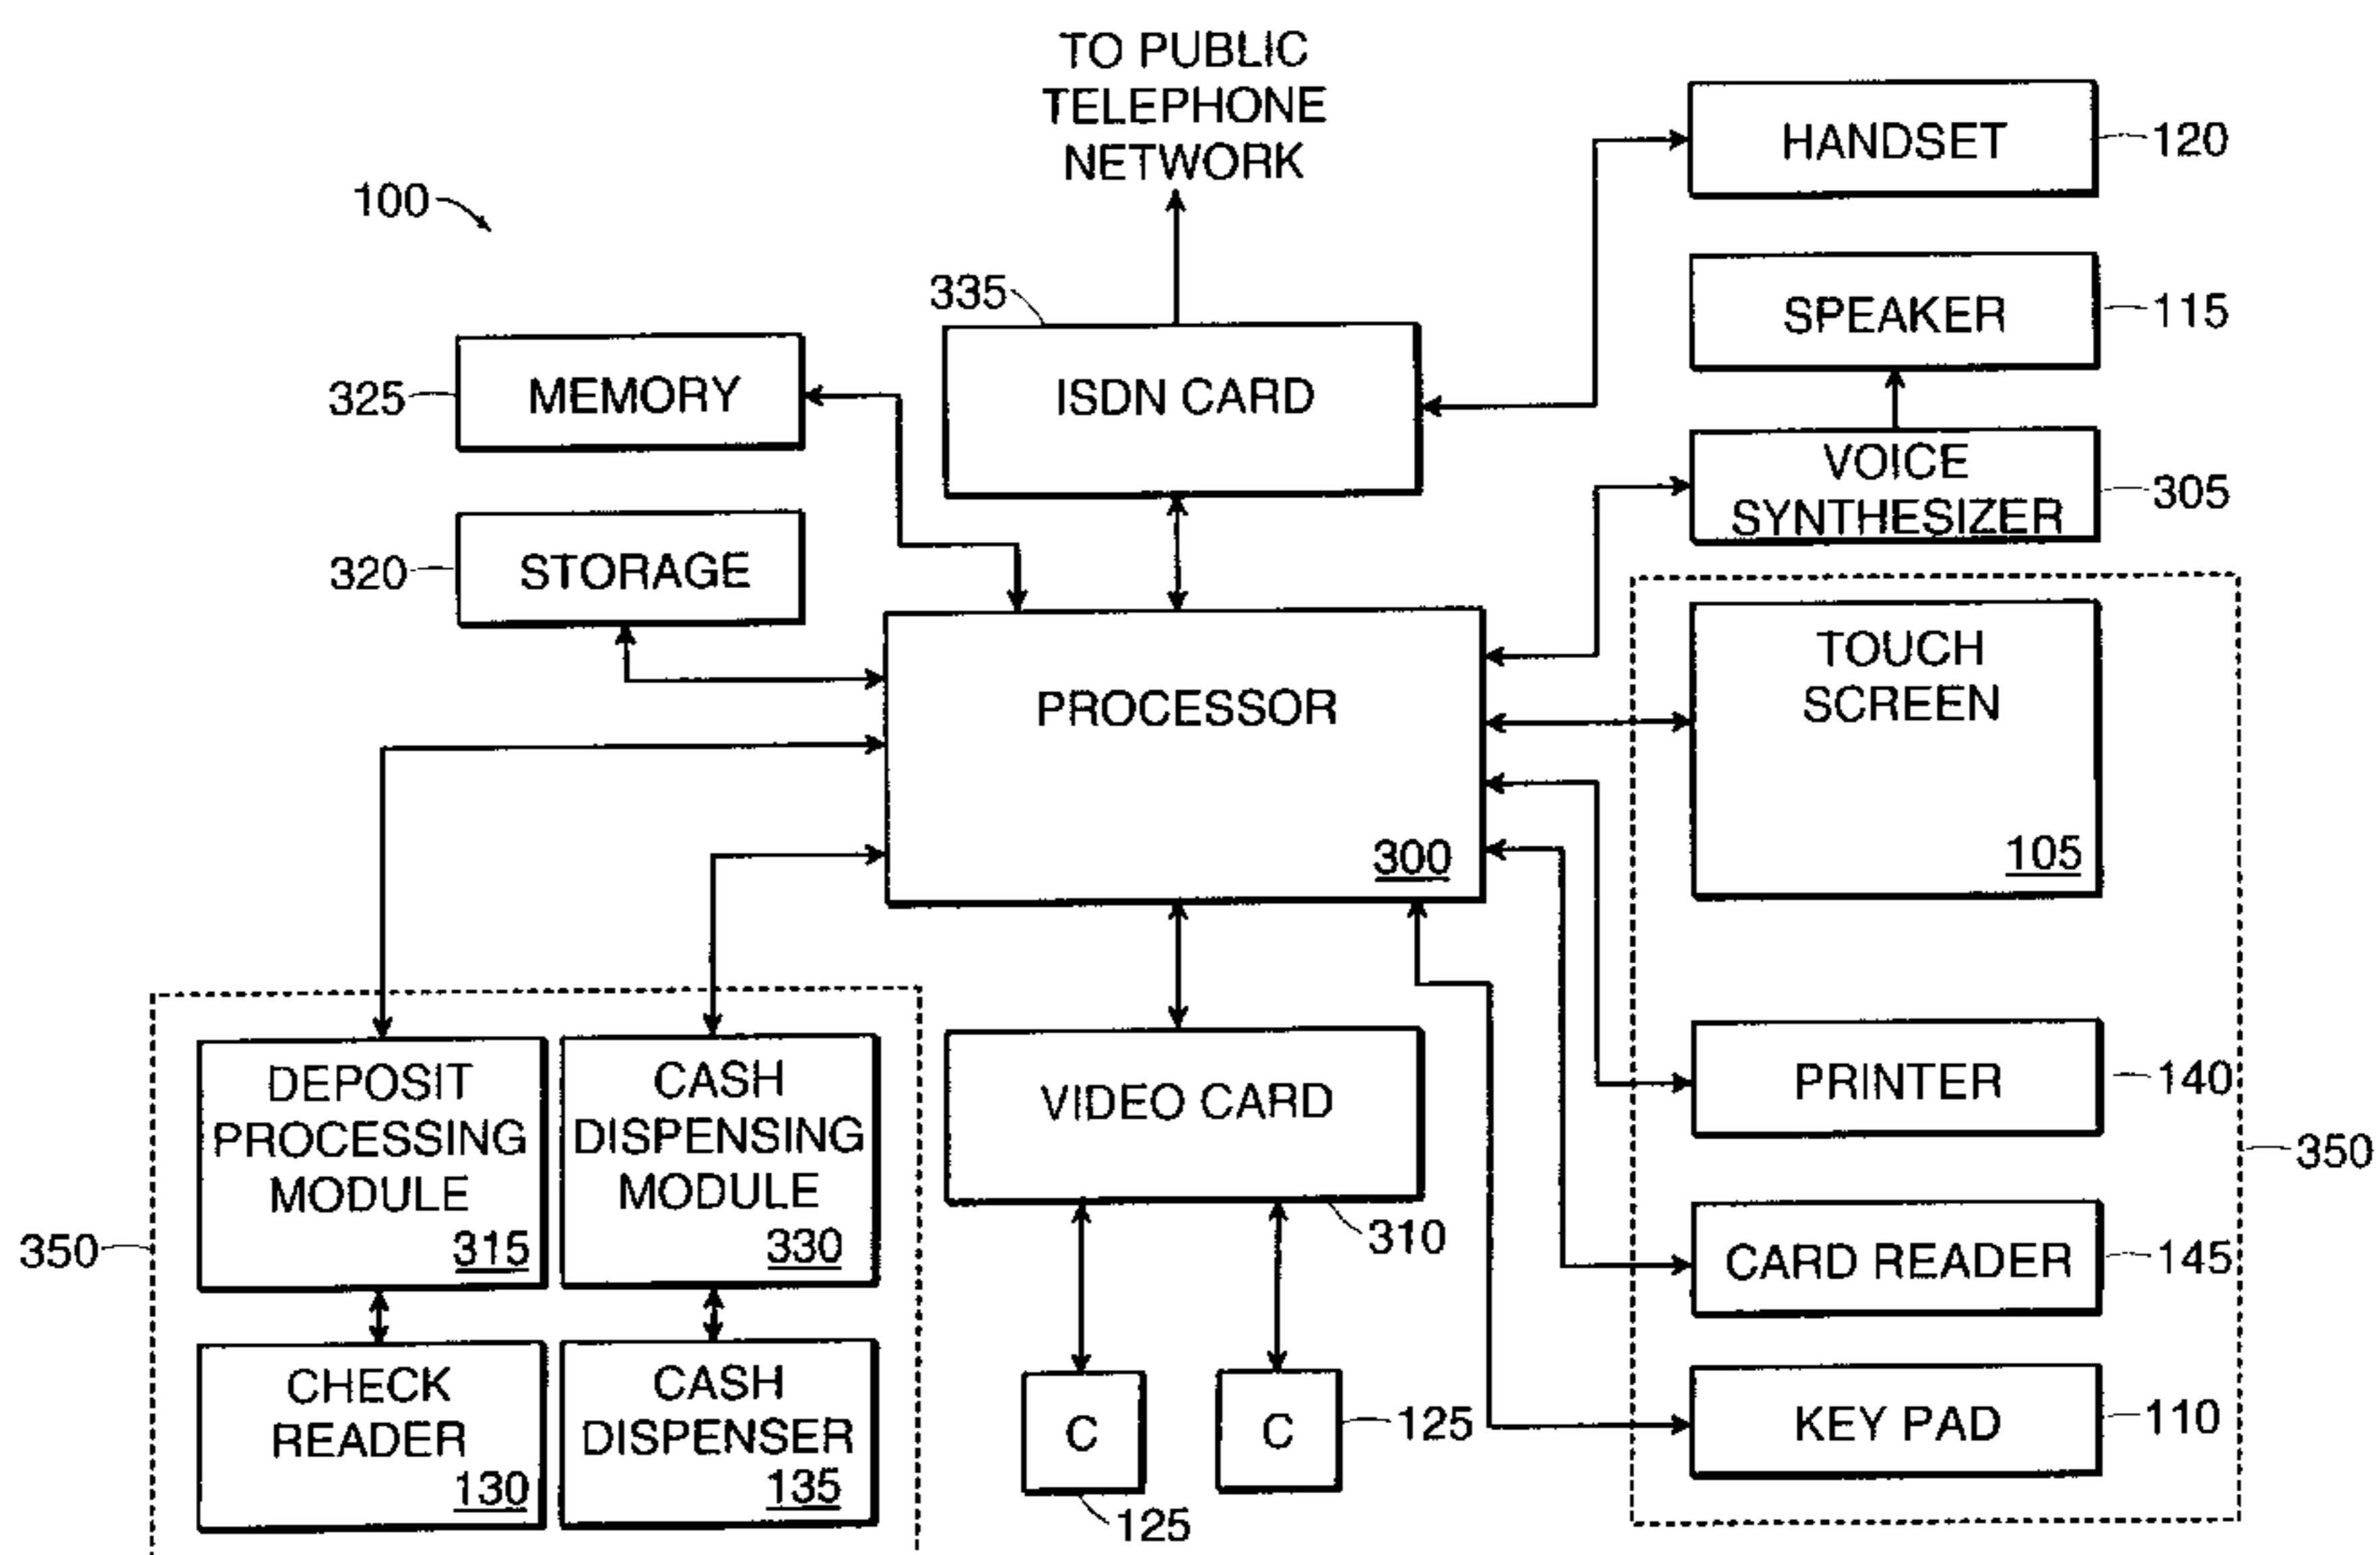 TO PUBLIC
TELEPHONE
NETWORK
100
HANDSET
120
335
SPEAKER
115
MEMORY
325
ISDN CARD
VOICE
SYNTHESIZER
305
STORAGE
320
TOUCH
SCREEN
105
PROCESSOR
300
DEPOSIT
PROCESSING
MODULE
315
CASH
DISPENSING
MODULE
330
VIDEO CARD
310
PRINTER
140
350
350
CARD READER
145
CHECK
READER
130
CASH
DISPENSER
135
C
125
C
125
KEY PAD
110